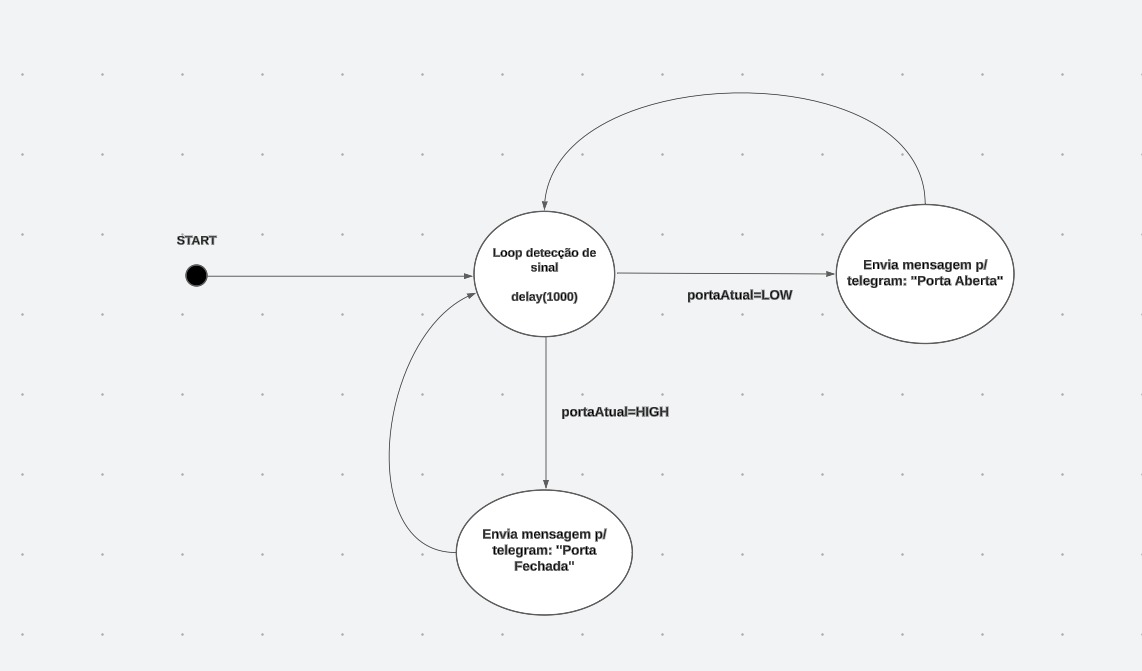 START
Loop detecção de
sinal
delay(1000)
portaAtual=LOW
Envia mensagem p/
telegram: "Porta Aberta"
portaAtual=HIGH
Envia mensagem p/
telegram: "Porta
Fechada"